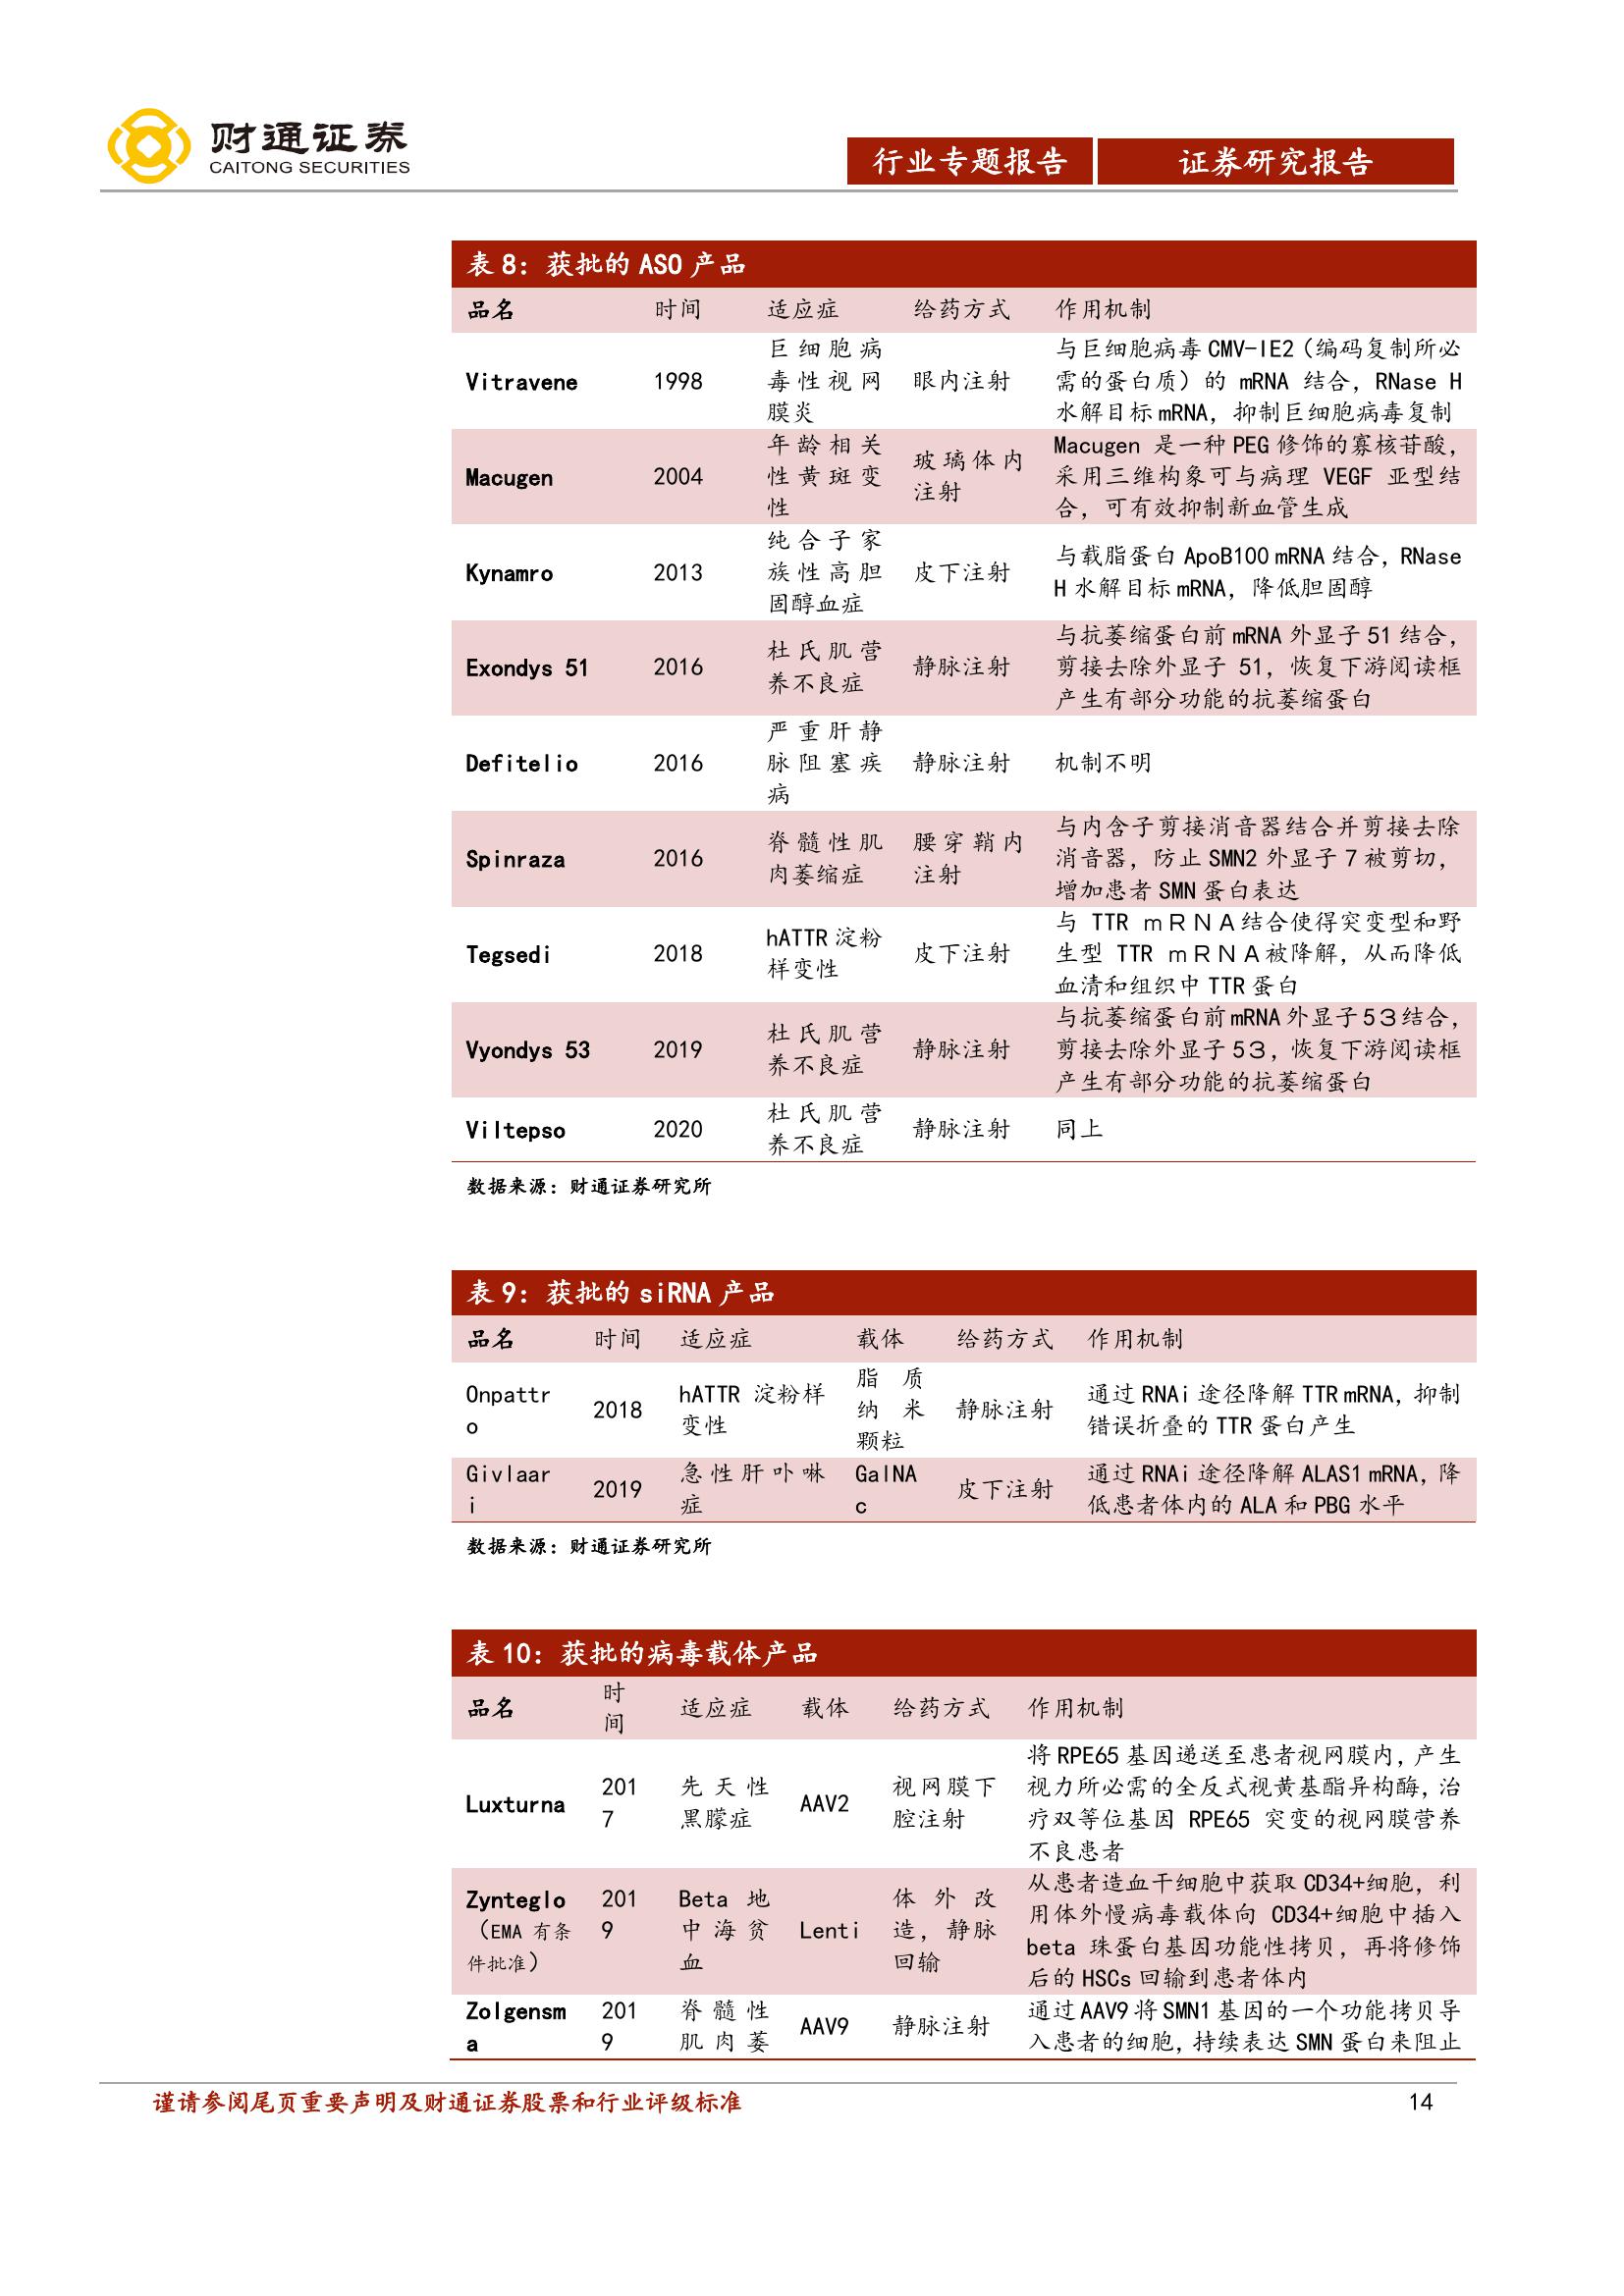 财通证券
CAITONG SECURITIES
行业专题报告 证券研究报告
表 8：获批的 ASO 产品
品名 时间 适应症 给药方式 作用机制
Vitravene 1998 巨细胞病 毒性视网 膜炎 眼内注射 与巨细胞病毒 CMV-IE2（编码复制所必 需的蛋白质）的 mRNA 结合，RNase H 水解目标 mRNA，抑制巨细胞病毒复制
Macugen 2004 年龄相关 性黄斑变 性 玻璃体内 注射 Macugen 是一种 PEG 修饰的寡核苷酸， 采用三维构象可与病理 VEGF 亚型结 合，可有效抑制新血管生成
Kynamro 2013 纯合子家 族性高胆 固醇血症 皮下注射 与载脂蛋白 ApoB100 mRNA 结合，RNase H 水解目标 mRNA，降低胆固醇
Exondys 51 2016 杜氏肌营 养不良症 静脉注射 与抗萎缩蛋白前 mRNA 外显子 51 结合， 剪接去除外显子 51，恢复下游阅读框 产生有部分功能的抗萎缩蛋白
Defitelio 2016 严重肝静 脉阻塞疾 病 静脉注射 机制不明
Spinraza 2016 脊髓性肌 肉萎缩症 腰穿鞘内 注射 与内含子剪接消音器结合并剪接去除 消音器，防止 SMN2 外显子 7 被剪切， 增加患者 SMN 蛋白表达
Tegsedi 2018 hATTR 淀粉 样变性 皮下注射 与 TTR ｍＲＮＡ结合使得突变型和野 生型 TTR ｍＲＮＡ被降解，从而降低 血清和组织中 TTR 蛋白
Vyondys 53 2019 杜氏肌营 养不良症 静脉注射 与抗萎缩蛋白前 mRNA 外显子 5３结合， 剪接去除外显子 5３，恢复下游阅读框 产生有部分功能的抗萎缩蛋白
Viltepso 2020 杜氏肌营 养不良症 静脉注射 同上
数据来源：财通证券研究所
表 9：获批的 siRNA 产品
品名 时间 适应症 载体 给药方式 作用机制
Onpattr o 2018 hATTR 淀粉样 变性 脂质 纳米 颗粒 静脉注射 通过 RNAi 途径降解 TTR mRNA，抑制 错误折叠的 TTR 蛋白产生
Givlaar i 2019 急性肝卟啉 症 GalNA c 皮下注射 通过 RNAi 途径降解 ALAS1 mRNA，降 低患者体内的 ALA 和 PBG 水平
数据来源：财通证券研究所
表 10：获批的病毒载体产品
品名 时 间 适应症 载体 给药方式 作用机制
Luxturna 201 7 先天性 黑朦症 AAV2 视网膜下 腔注射 将 RPE65 基因递送至患者视网膜内，产生 视力所必需的全反式视黄基酯异构酶，治 疗双等位基因 RPE65 突变的视网膜营养 不良患者
Zynteglo （EMA 有条 件批准） 201 9 Beta 地 中海贫 血 Lenti 体外改 造，静脉 回输 从患者造血干细胞中获取 CD34+细胞，利 用体外慢病毒载体向 CD34+细胞中插入 beta 珠蛋白基因功能性拷贝，再将修饰 后的 HSCs 回输到患者体内
Zolgensm a 201 9 脊髓性 肌肉萎 AAV9 静脉注射 通过 AAV9 将 SMN1 基因的一个功能拷贝导 入患者的细胞，持续表达 SMN 蛋白来阻止
谨请参阅尾页重要声明及财通证券股票和行业评级标准 14